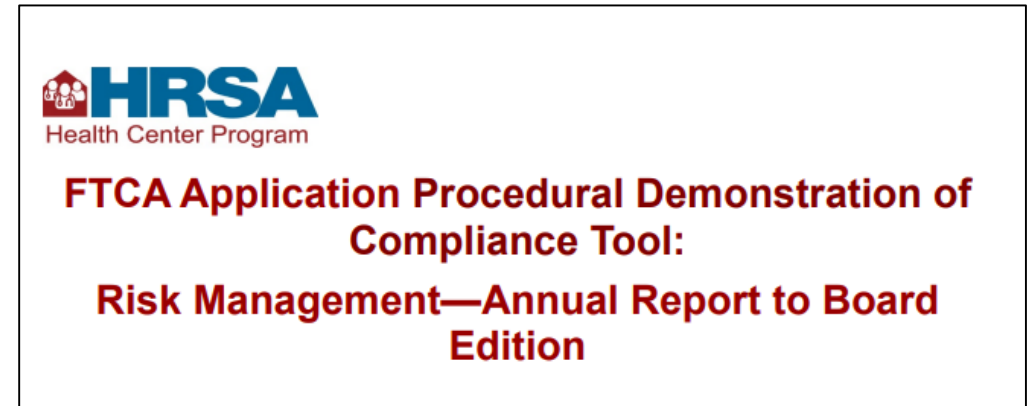 HRSA
Health Center Program
FTCA Application Procedural Demonstration of
Compliance Tool:
Risk Management—Annual Report to Board
Edition